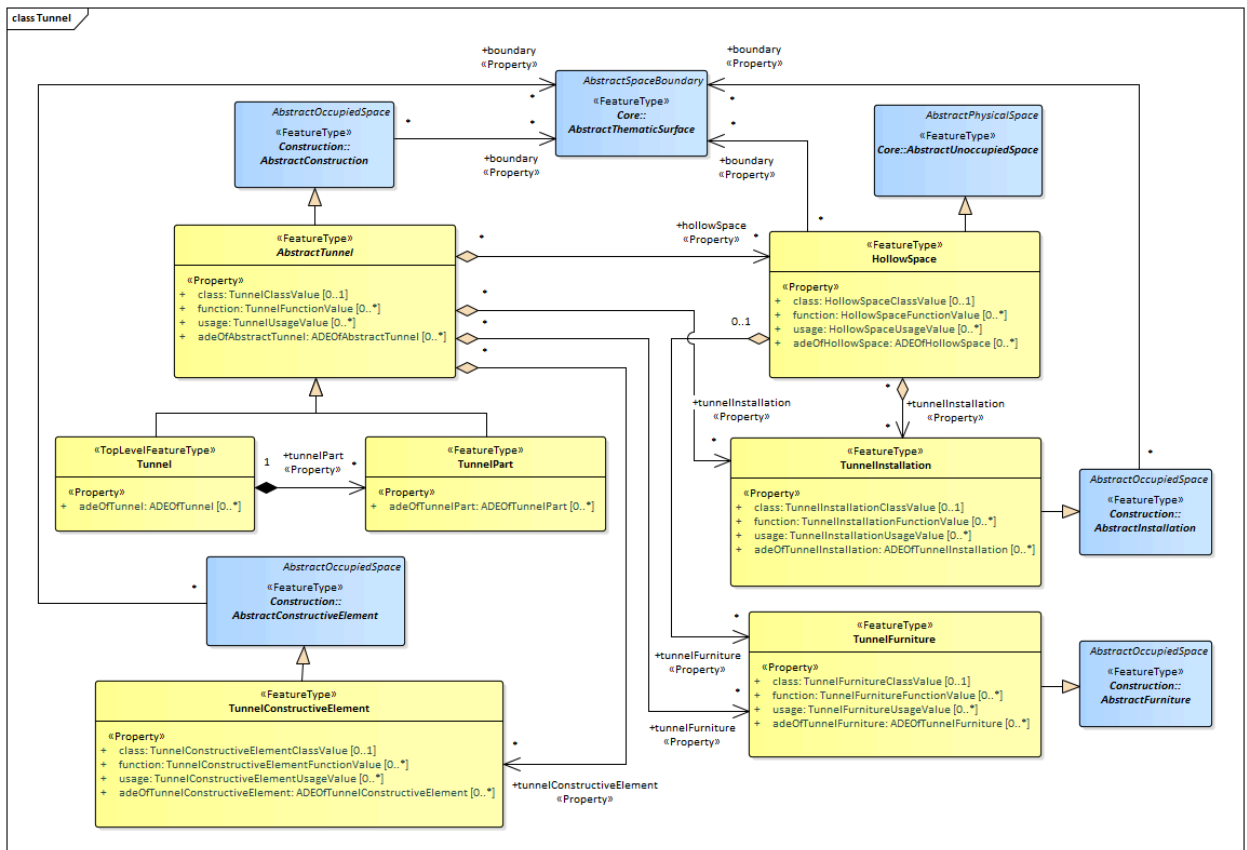 class Tunnel
+boundary
«Property»
*
+boundary
«Property»
*
AbstractSpaceBoundary
«FeatureType»
Core::
AbstractThematicSurface
AbstractOccupiedSpace
«FeatureType»
Construction::
AbstractConstruction
*
*
+boundary
«Property»
*
+boundary
«Property»
*
AbstractPhysicalSpace
«FeatureType»
Core::AbstractUnoccupiedSpace
«FeatureType»
AbstractTunnel
«Property»
+ class: TunnelClassValue [0..1]
+ function: TunnelFunctionValue [0..*]
+ usage: TunnelUsageValue [0..*]
+ adeOfAbstractTunnel: ADEOfAbstractTunnel [0..*]
*
+hollowSpace
«Property»
*
*
*
*
«FeatureType»
HollowSpace
«Property»
+ class: HollowSpaceClassValue [0..1]
+ function: HollowSpaceFunctionValue [0..*]
+ usage: HollowSpaceUsageValue [0..*]
+ adeOfHollowSpace: ADEOfHollowSpace [0..*]
0..1
*
+tunnelInstallation
«Property»
*
+tunnelInstallation
«Property»
*
«TopLevelFeatureType»
Tunnel
«Property»
+ adeOfTunnel: ADEOfTunnel [0..*]
1
+tunnelPart
«Property»
*
«FeatureType»
TunnelPart
«Property»
+ adeOfTunnelPart: ADEOfTunnelPart [0..*]
«FeatureType»
TunnelInstallation
«Property»
+ class: TunnelInstallationClassValue [0..1]
+ function: TunnelInstallationFunctionValue [0..*]
+ usage: TunnelInstallationUsageValue [0..*]
+ adeOfTunnelInstallation: ADEOfTunnelInstallation [0..*]
*
AbstractOccupiedSpace
«FeatureType»
Construction::
AbstractInstallation
*
AbstractOccupiedSpace
«FeatureType»
Construction::
AbstractConstructiveElement
*
+tunnelFurniture
«Property»
*
+tunnelFurniture
«Property»
«FeatureType»
TunnelFurniture
«Property»
+ class: TunnelFurnitureClassValue [0..1]
+ function: TunnelFurnitureFunctionValue [0..*]
+ usage: TunnelFurnitureUsageValue [0..*]
+ adeOfTunnelFurniture: ADEOfTunnelFurniture [0..*]
AbstractOccupiedSpace
«FeatureType»
Construction::
AbstractFurniture
«FeatureType»
TunnelConstructiveElement
«Property»
+ class: TunnelConstructiveElementClassValue [0..1]
+ function: TunnelConstructiveElementFunctionValue [0..*]
+ usage: TunnelConstructiveElementUsageValue [0..*]
+ adeOfTunnelConstructiveElement: ADEOfTunnelConstructiveElement [0..*]
*
+tunnelConstructiveElement
«Property»